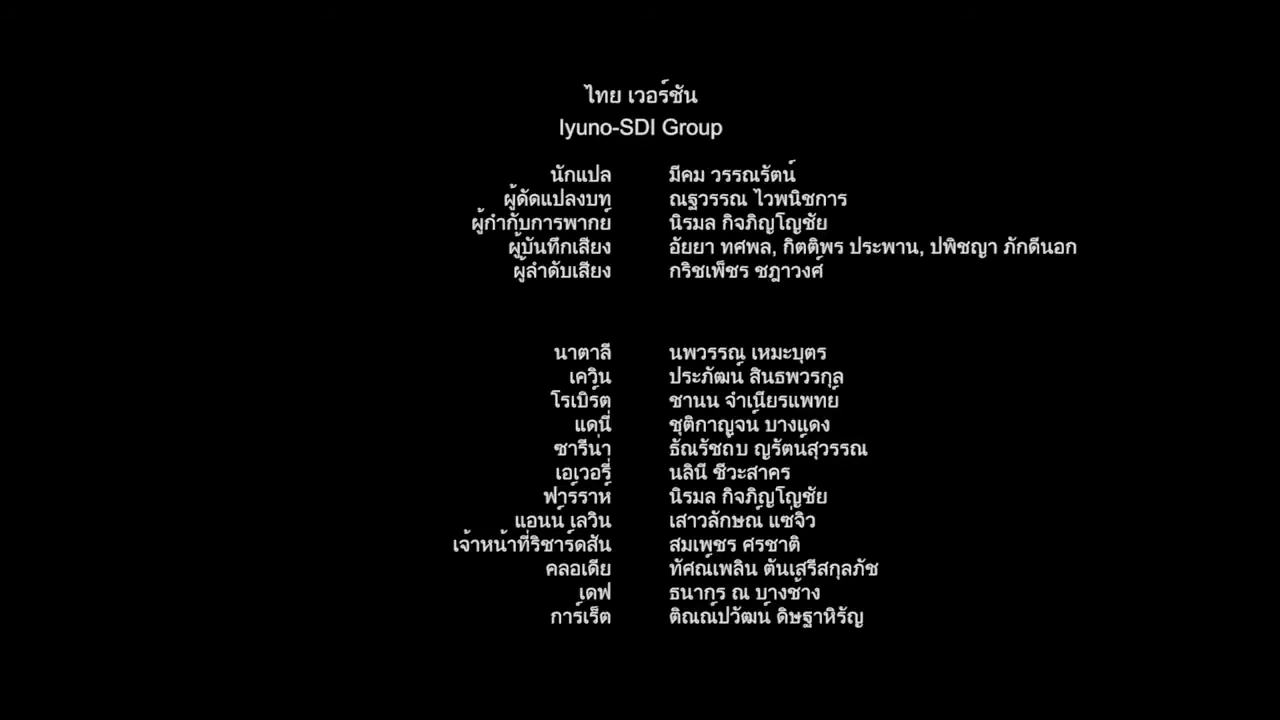 ไทย เวอร์ชัน
Iyuno-SDI Group
นักแปล มีคม วรรณรัตน์
ผู้ดัดแปลงบท ณฐวรรณ ไวพนิชการ
ผู้กำกับการพากย์ นิรมล กิจภิญโญชัย
ผู้บันทึกเสียง อัยยา ทศพล, กิตติพร ประพาน, ปพิชญา ภักดีนอก
ผู้ลำดับเสียง กริชเพ็ชร ชฎาวงศ์
นาตาลี นพวรรณ เหมะบุตร
เควิน ประภัฒน์ สินธพวรกุล
โรเบิร์ต ชานน จำเนียรแพทย์
แดนี่ ชุติกาญจน์ บางแดง
ซารีน่า ธัณรัชถ์บ ญรัตน์สุวรรณ
เอเวอรี่ นลินี ชีวะสาคร
ฟาร์ราห์ นิรมล กิจภิญโญชัย
แอนน์ เลวิน เสาวลักษณ์ แซ่จิว
เจ้าหน้าที่ริชาร์ดสัน สมเพชร ศรชาติ
คลอเดีย ทัศณ์เพลิน ตันเสรีสกุลภัช
เดฟ ธนากร ณ บางช้าง
การ์เร็ต ติณณ์ปวัฒน์ ดิษฐาหิรัญ